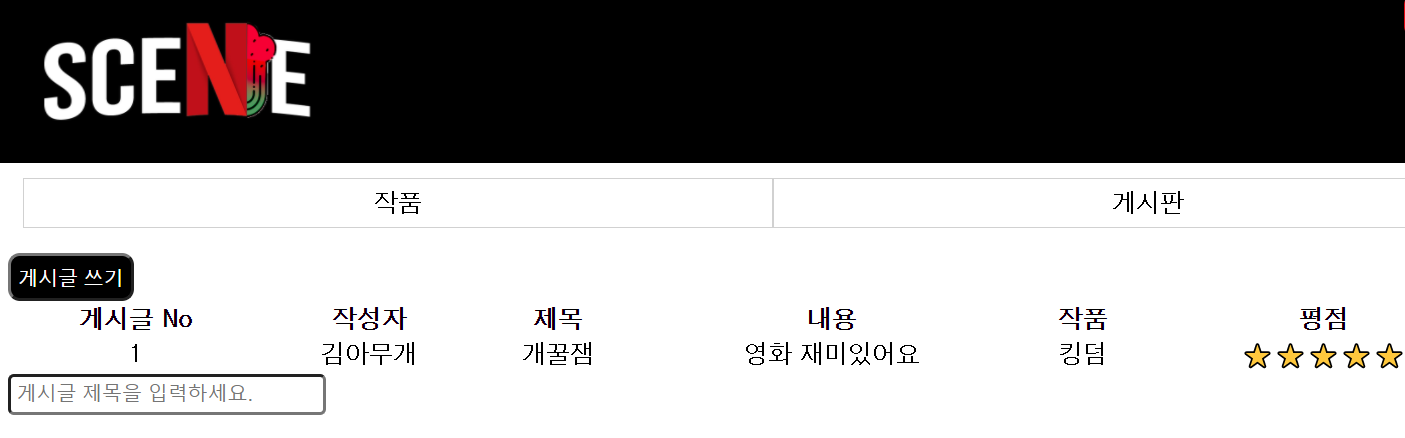 SCENE
작품 게시판
게시글 쓰기
게시글 No 작성자 제목 내용 작품 평점
1 김아무개 개꿀잼 영화 재미있어요 킹덤
게시글 제목을 입력하세요.